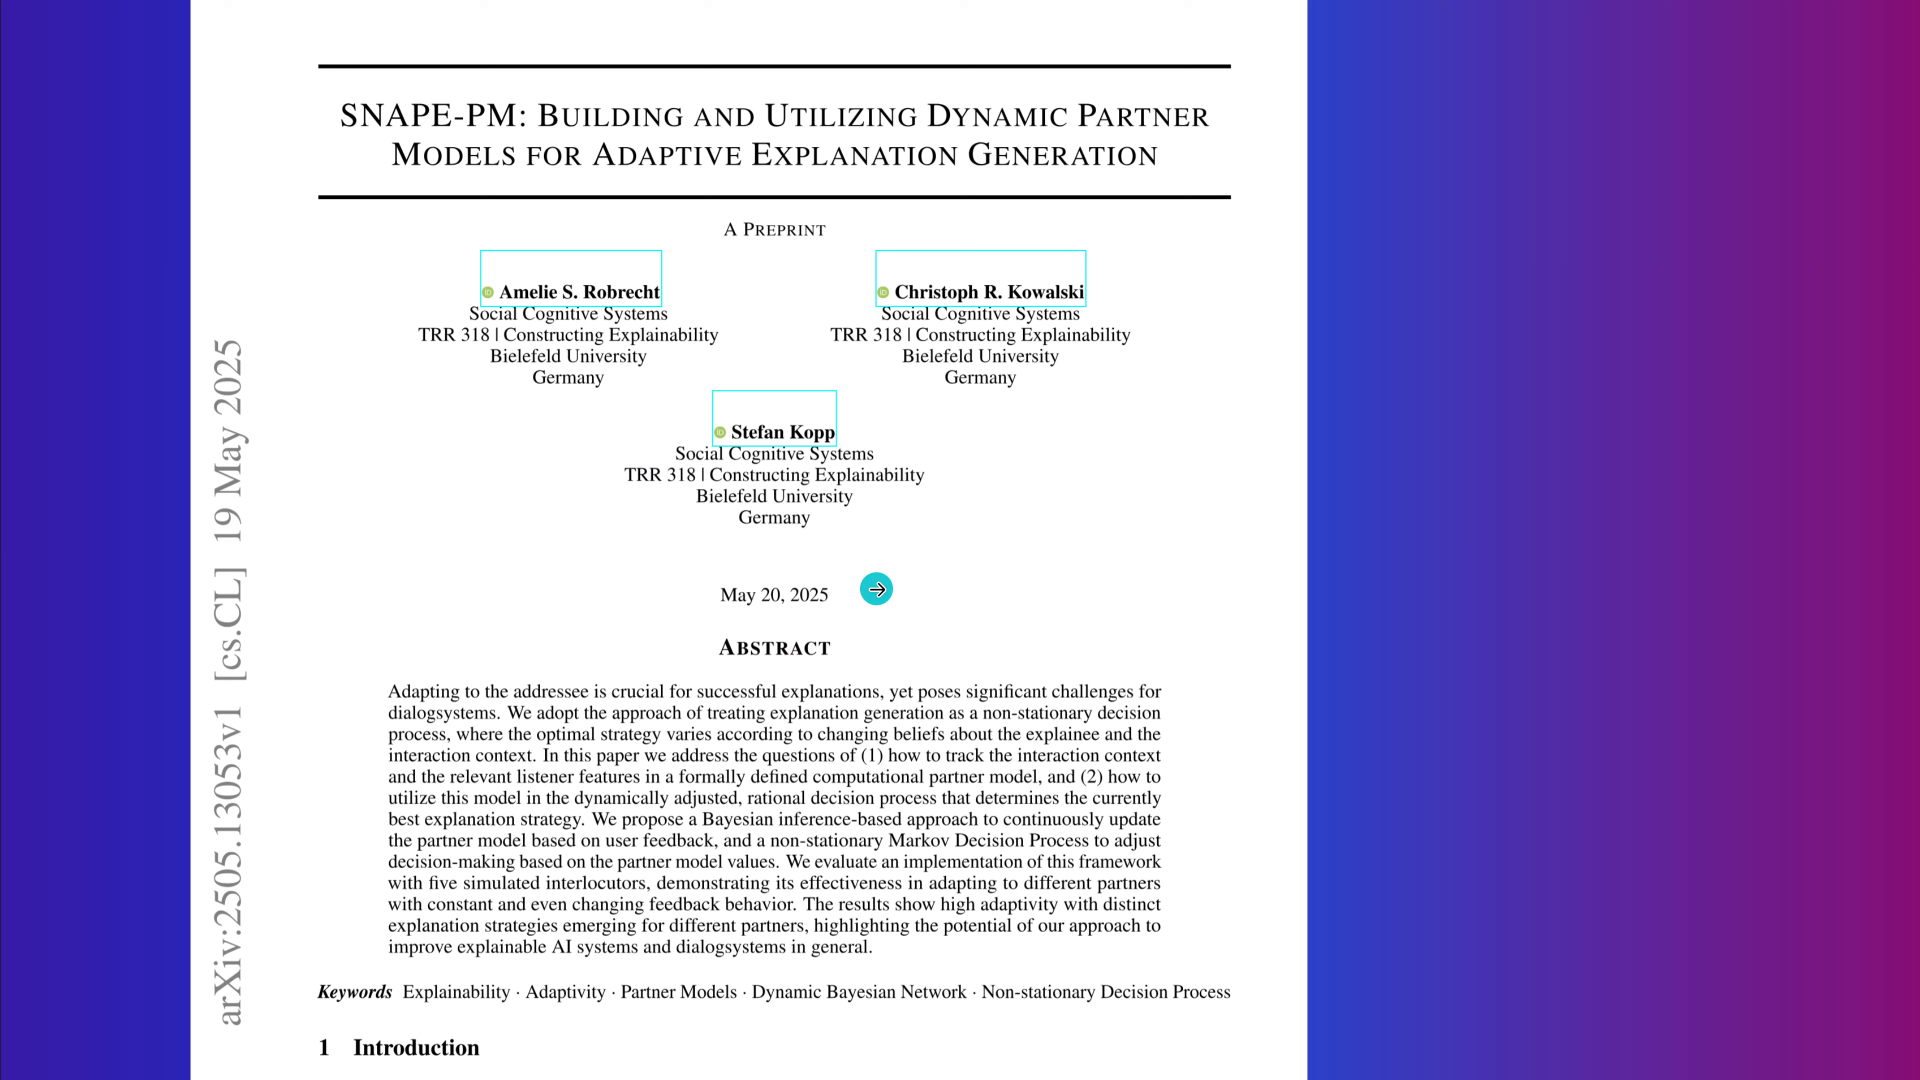 SNAPE-PM: BUILDING AND UTILIZING DYNAMIC PARTNER
MODELS FOR ADAPTIVE EXPLANATION GENERATION
A PREPRINT
Amelie S. Robrecht
Social Cognitive Systems
TRR 318 | Constructing Explainability
Bielefeld University
Germany
Christoph R. Kowalski
Social Cognitive Systems
TRR 318 | Constructing Explainability
Bielefeld University
Germany
Stefan Kopp
Social Cognitive Systems
TRR 318 | Constructing Explainability
Bielefeld University
Germany
arXiv:2505.13053v1 [cs.CL] 19 May 2025
May 20, 2025
ABSTRACT
Adapting to the addressee is crucial for successful explanations, yet poses significant challenges for
dialogsystems. We adopt the approach of treating explanation generation as a non-stationary decision
process, where the optimal strategy varies according to changing beliefs about the explainee and the
interaction context. In this paper we address the questions of (1) how to track the interaction context
and the relevant listener features in a formally defined computational partner model, and (2) how to
utilize this model in the dynamically adjusted, rational decision process that determines the currently
best explanation strategy. We propose a Bayesian inference-based approach to continuously update
the partner model based on user feedback, and a non-stationary Markov Decision Process to adjust
decision-making based on the partner model values. We evaluate an implementation of this framework
with five simulated interlocutors, demonstrating its effectiveness in adapting to different partners
with constant and even changing feedback behavior. The results show high adaptivity with distinct
explanation strategies emerging for different partners, highlighting the potential of our approach to
improve explainable AI systems and dialogsystems in general.
Keywords Explainability · Adaptivity · Partner Models · Dynamic Bayesian Network · Non-stationary Decision Process
1 Introduction